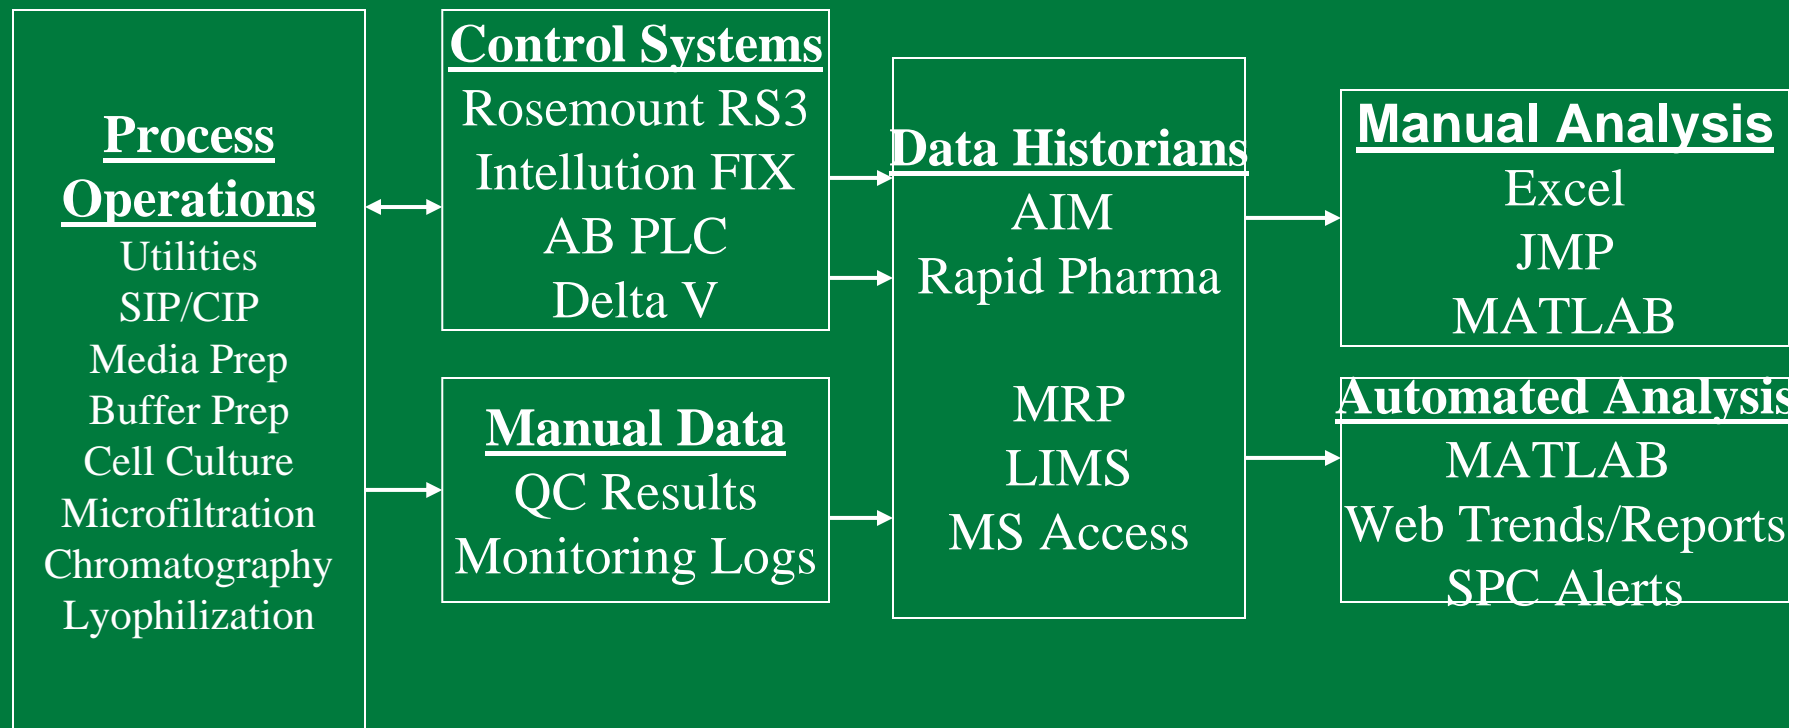 Process
Operations
Utilities
SIP/CIP
Media Prep
Buffer Prep
Cell Culture
Microfiltration
Chromatography
Lyophilization
Control Systems
Rosemount RS3
Intellution FIX
AB PLC
Delta V
Manual Data
QC Results
Monitoring Logs
Data Historians
AIM
Rapid Pharma
MRP
LIMS
MS Access
Manual Analysis
Excel
JMP
MATLAB
Automated Analysis
MATLAB
Web Trends/Reports
SPC Alerts